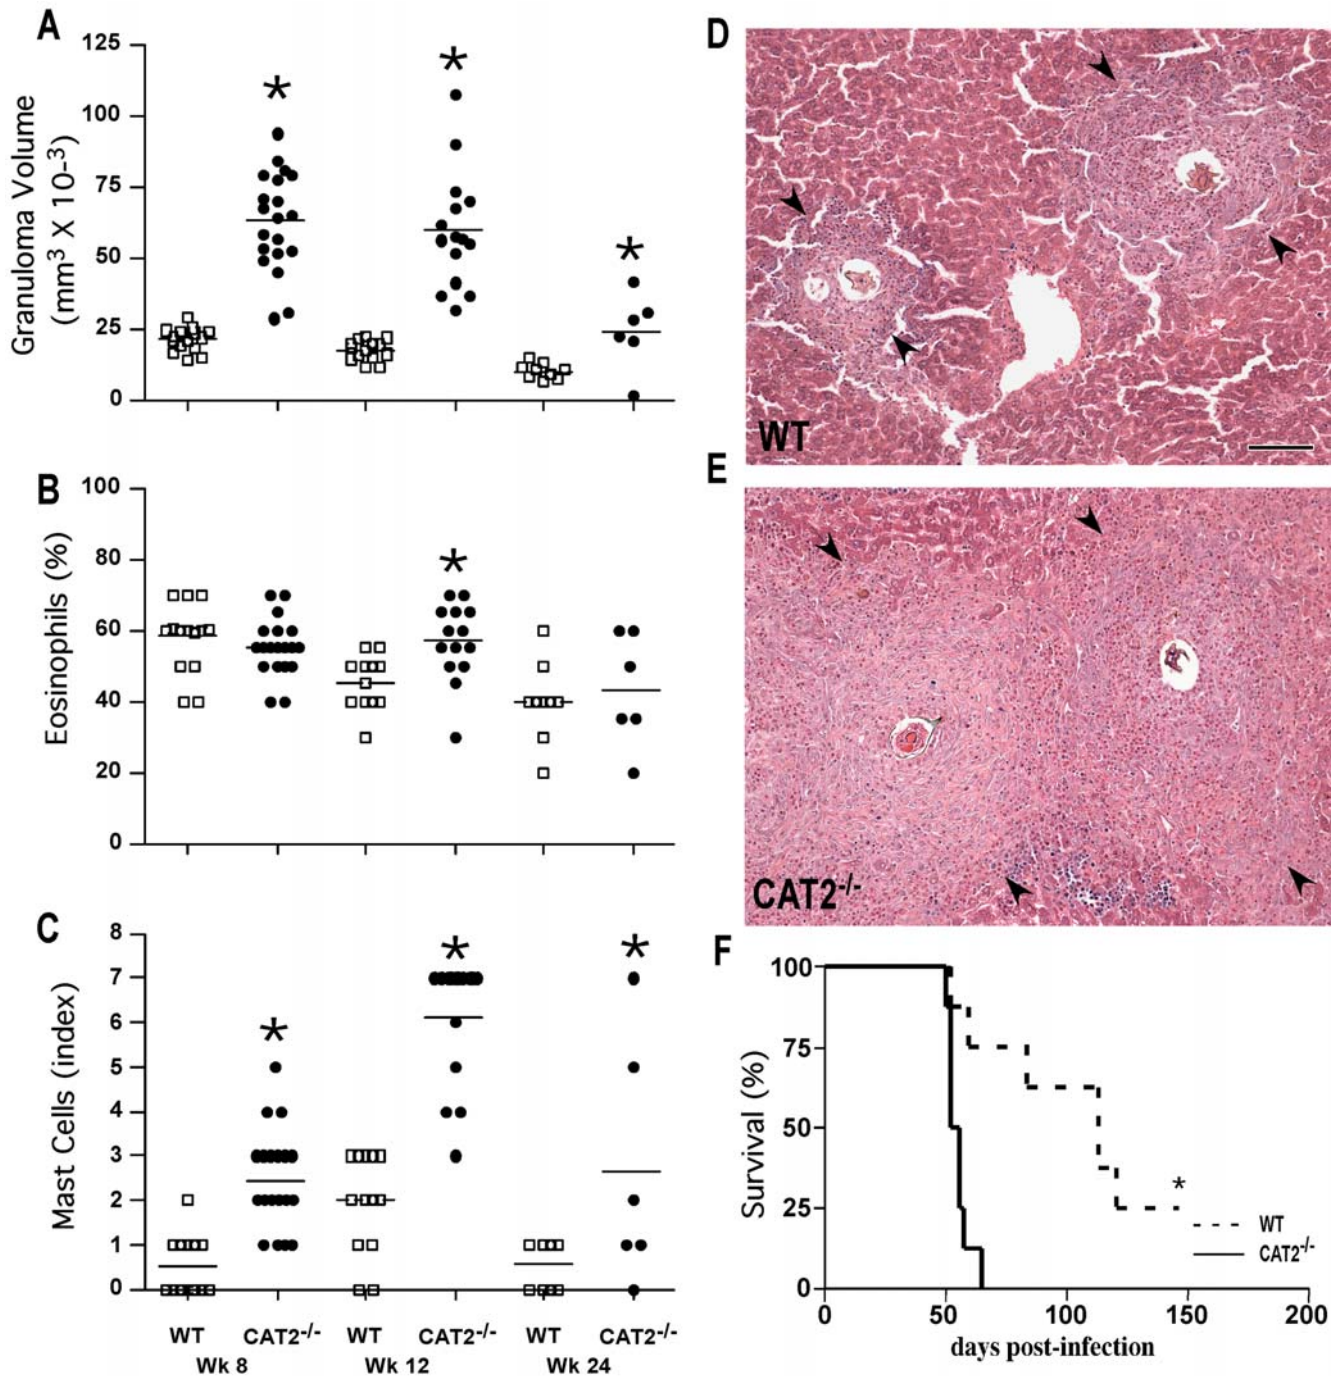 A
125
100
75
50
25
0
Granuloma Volume
(mm³ X 10-³)
*
*
*
B
100
80
60
40
20
0
Eosinophils (%)
*
C
8
7
6
5
4
3
2
1
0
Mast Cells (index)
*
*
*
WT CAT2-/- WT CAT2-/- WT CAT2-/-
Wk 8 Wk 12 Wk 24
D
WT
E
CAT2-/-
F
100
75
50
25
0
Survival (%)
*
WT
CAT2-/-
0 50 100 150 200
days post-infection